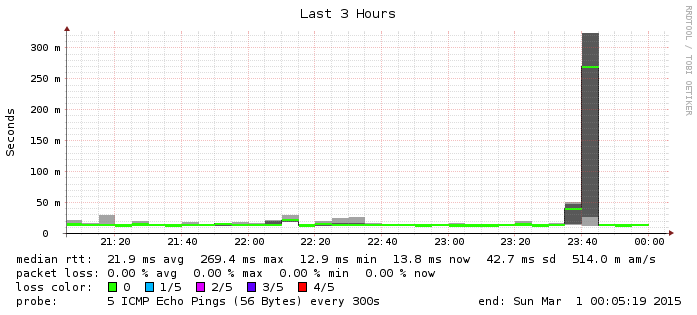 Last 3 Hours
RRDTOOL / TOBI OETIKER
Seconds
300 m
250 m
200 m
150 m
100 m
50 m
0
21:20 21:40 22:00 22:20 22:40 23:00 23:20 23:40 00:00
median rtt: 21.9 ms avg 269.4 ms max 12.9 ms min 13.8 ms now 42.7 ms sd 514.0 m am/s
packet loss: 0.00 % avg 0.00 % max 0.00 % min 0.00 % now
loss color: 0 1/5 2/5 3/5 4/5
probe: 5 ICMP Echo Pings (56 Bytes) every 300s end: Sun Mar 1 00:05:19 2015